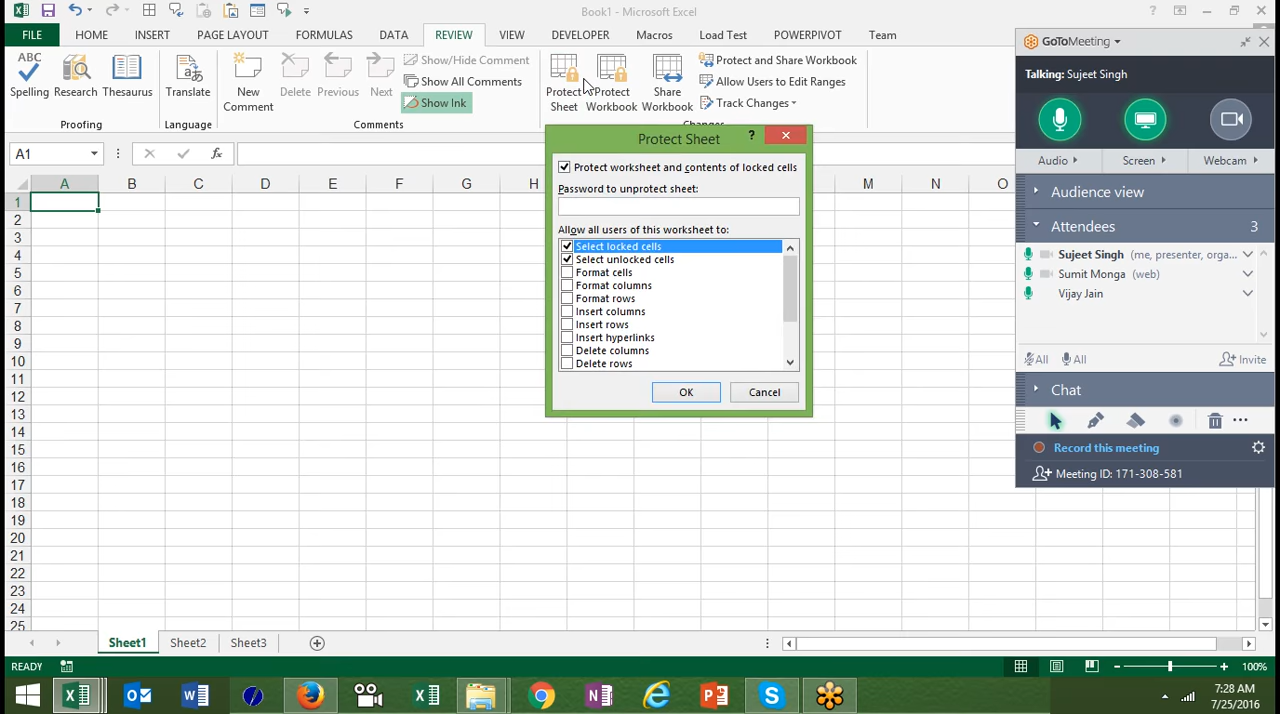 Book1 - Microsoft Excel
FILE HOME INSERT PAGE LAYOUT FORMULAS DATA REVIEW VIEW DEVELOPER Macros Load Test POWERPIVOT Team
ABC
Spelling Research Thesaurus
Proofing
Translate
Language
New Comment
Delete Previous Next
Show/Hide Comment
Show All Comments
Show Ink
Comments
Protect Sheet
Protect Workbook
Share Workbook
Protect and Share Workbook
Allow Users to Edit Ranges
Track Changes
A1
fx
A B C D E F G H M N O
1
2
3
4
5
6
7
8
9
10
11
12
13
14
15
16
17
18
19
20
21
22
23
24
25
Protect Sheet ?
Protect worksheet and contents of locked cells
Password to unprotect sheet:
Allow all users of this worksheet to:
Select locked cells
Select unlocked cells
Format cells
Format columns
Format rows
Insert columns
Insert rows
Insert hyperlinks
Delete columns
Delete rows
OK Cancel
GoToMeeting
Talking: Sujeet Singh
Audio Screen Webcam
Audience view
Attendees 3
Sujeet Singh (me, presenter, orga...
Sumit Monga (web)
Vijay Jain
All All Invite
Chat
Record this meeting
Meeting ID: 171-308-581
Sheet1 Sheet2 Sheet3
READY
100%
7:28 AM
7/25/2016